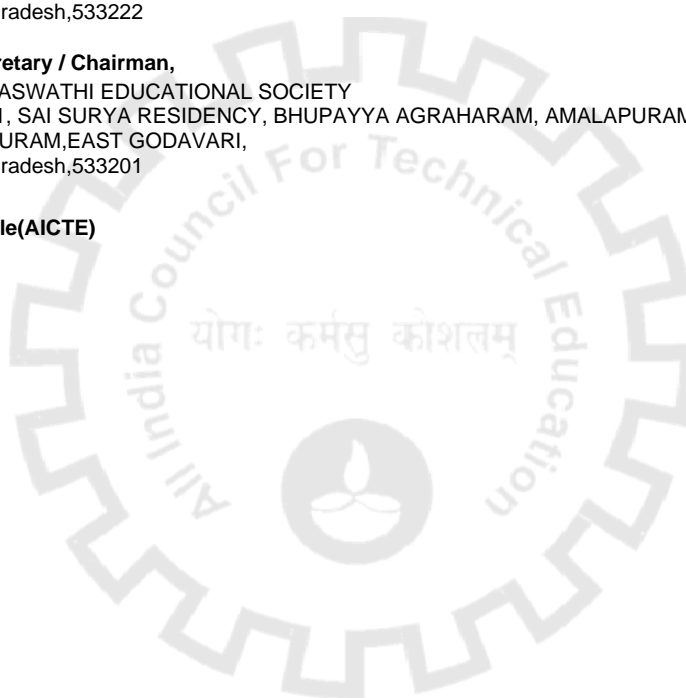 radesh,533222
retary / Chairman,
ASWATHI EDUCATIONAL SOCIETY
1, SAI SURYA RESIDENCY, BHUPAYYA AGRAHARAM, AMALAPURAM
URAM,EAST GODAVARI,
radesh,533201
le(AICTE)
All India Council For Technical Education
योगः कर्मसु कौशलम्